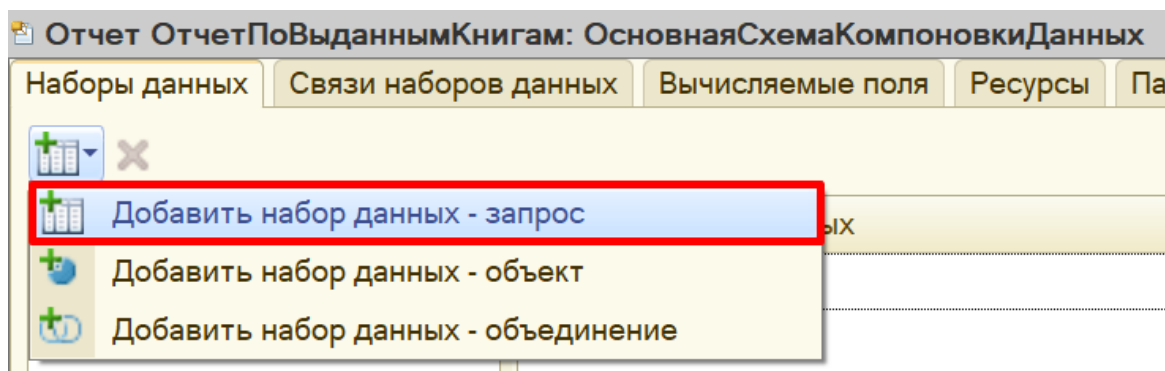 Отчет ОтчетПоВыданнымКнигам: ОсновнаяСхемаКомпоновкиДанных
Наборы данных Связи наборов данных Вычисляемые поля Ресурсы Па
Добавить набор данных - запрос
ых
Добавить набор данных - объект
Добавить набор данных - объединение